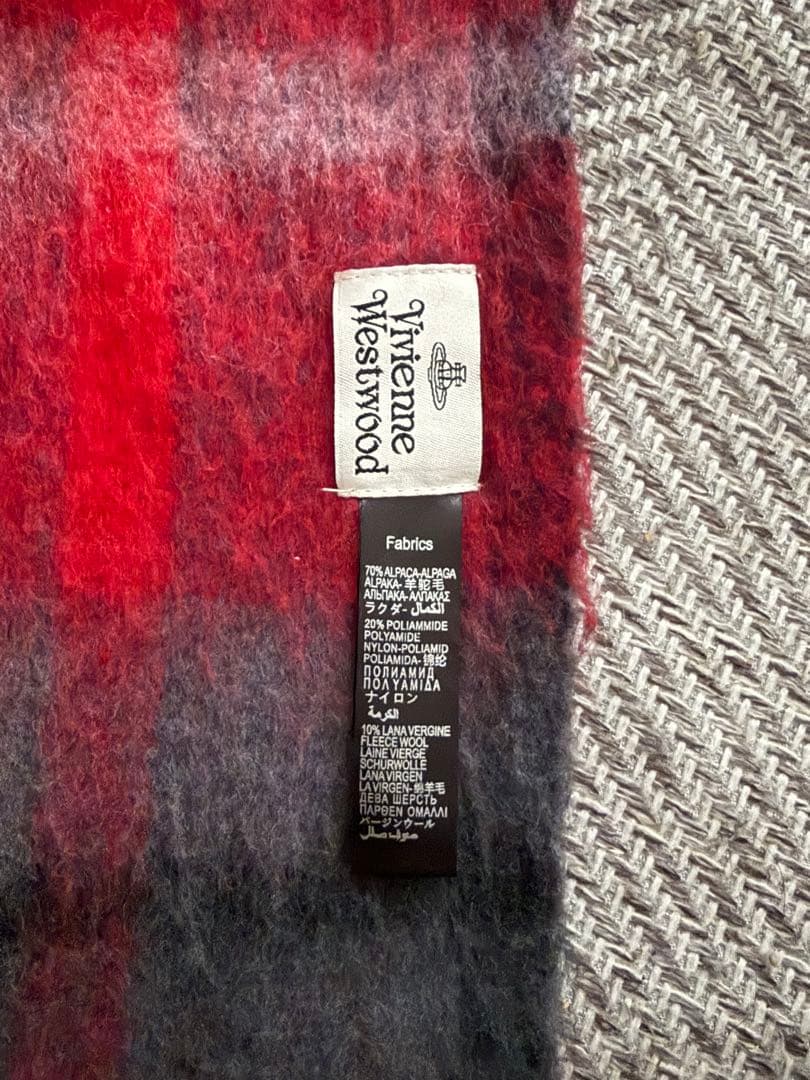 Vivienne
Westwood
Fabrics
70% ALPACA-ALPAGA
ALPAKA- 羊驼毛
АЛЬПАКА- ΑΛΠΑΚΑΣ
ラクダ- الكمال
20% POLIAMMIDE
POLYAMIDE
NYLON-POLIAMID
POLIAMIDA- 锦纶
ПОЛИАМИД
ΠΟΛΥΑΜΙΔΑ
ナイロン
الكرمة
10% LANA VERGINE
FLEECE WOOL
LAINE VIERGE
SCHURWOLLE
LANA VIRGEN
LA VIRGEN- 羊毛
ДЕВА ШЕРСТЬ
ΠΑΡΘΕΝ ΟΜΑΛΛΙ
バージンウール
صوف